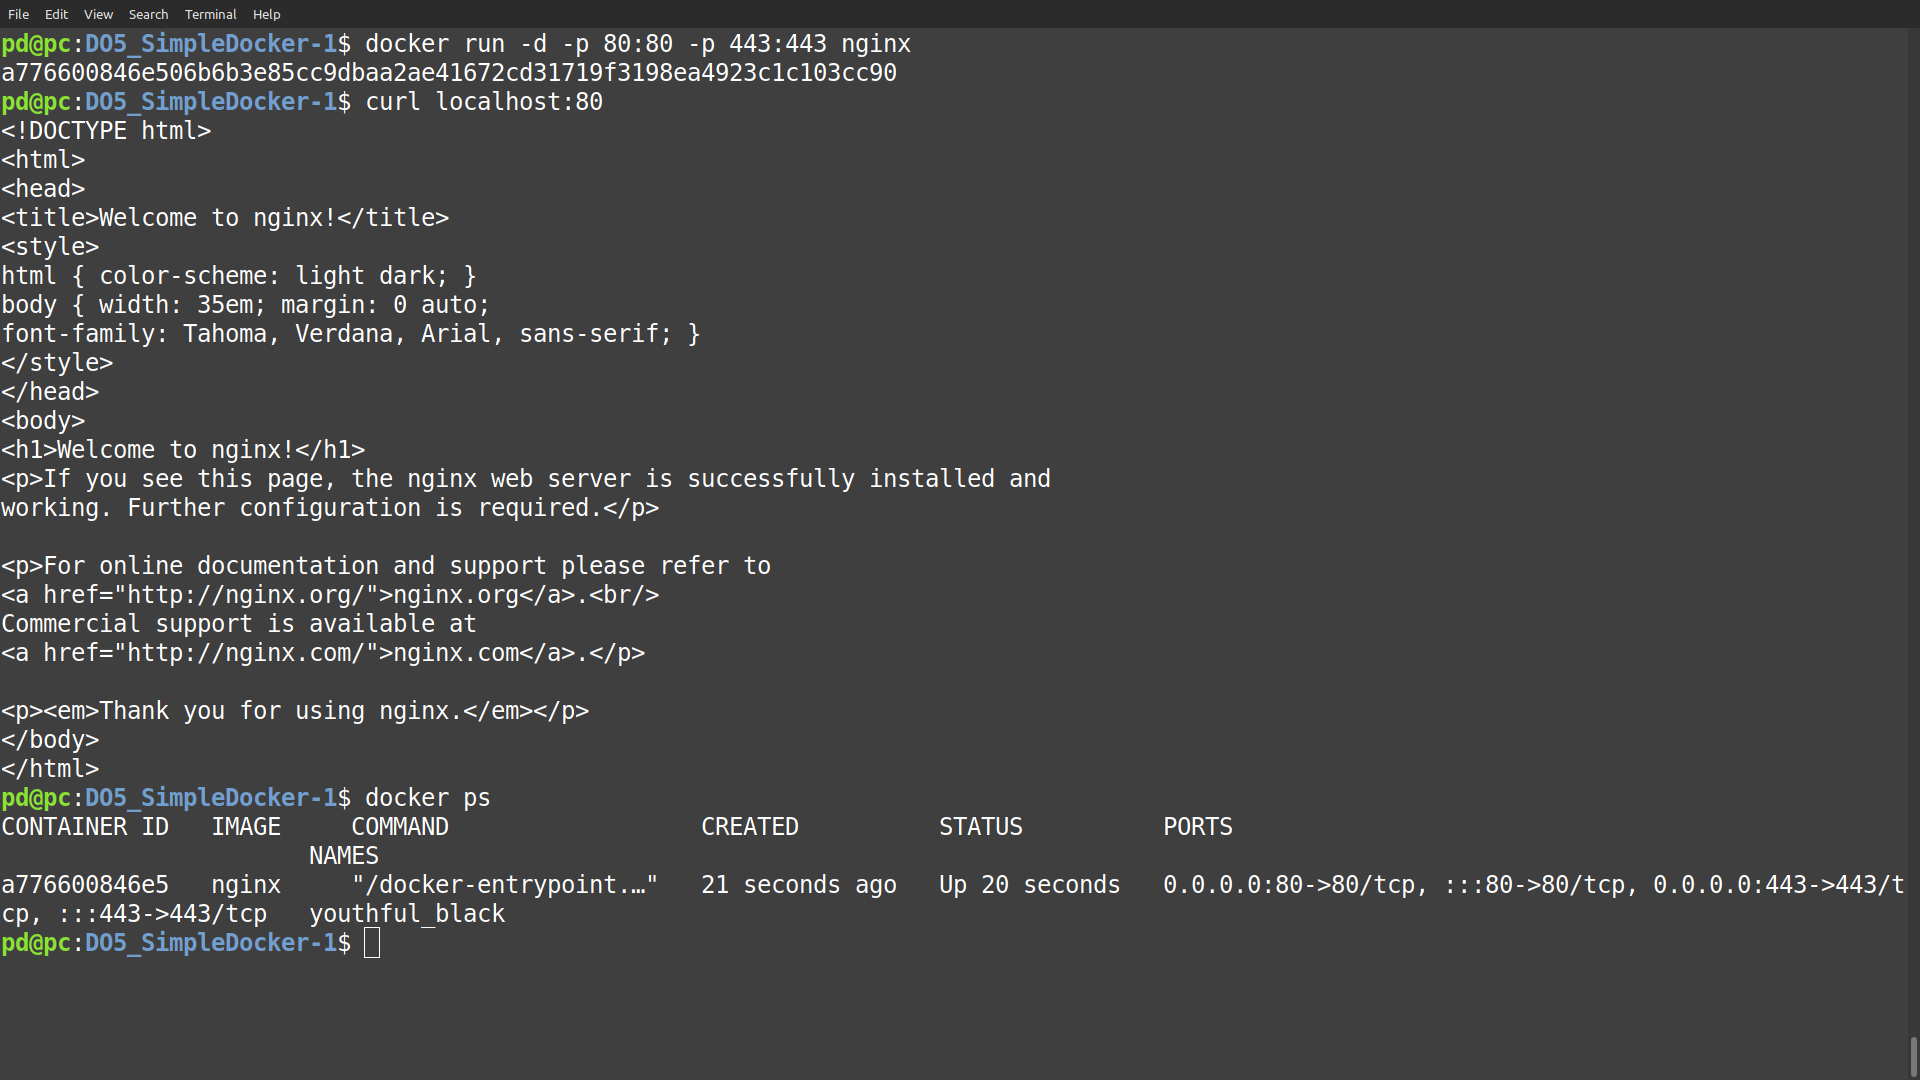 File Edit View Search Terminal Help
pd@pc:DO5_SimpleDocker-1$ docker run -d -p 80:80 -p 443:443 nginx
a776600846e506b6b3e85cc9dbaa2ae41672cd31719f3198ea4923c1c103cc90
pd@pc:DO5_SimpleDocker-1$ curl localhost:80
<!DOCTYPE html>
<html>
<head>
<title>Welcome to nginx!</title>
<style>
html { color-scheme: light dark; }
body { width: 35em; margin: 0 auto;
font-family: Tahoma, Verdana, Arial, sans-serif; }
</style>
</head>
<body>
<h1>Welcome to nginx!</h1>
<p>If you see this page, the nginx web server is successfully installed and
working. Further configuration is required.</p>

<p>For online documentation and support please refer to
<a href="http://nginx.org/">nginx.org</a>.<br/>
Commercial support is available at
<a href="http://nginx.com/">nginx.com</a>.</p>

<p><em>Thank you for using nginx.</em></p>
</body>
</html>
pd@pc:DO5_SimpleDocker-1$ docker ps
CONTAINER ID   IMAGE     COMMAND                  CREATED          STATUS          PORTS
                      NAMES
a776600846e5   nginx     "/docker-entrypoint.…"   21 seconds ago   Up 20 seconds   0.0.0.0:80->80/tcp, :::80->80/tcp, 0.0.0.0:443->443/t
cp, :::443->443/tcp   youthful_black
pd@pc:DO5_SimpleDocker-1$